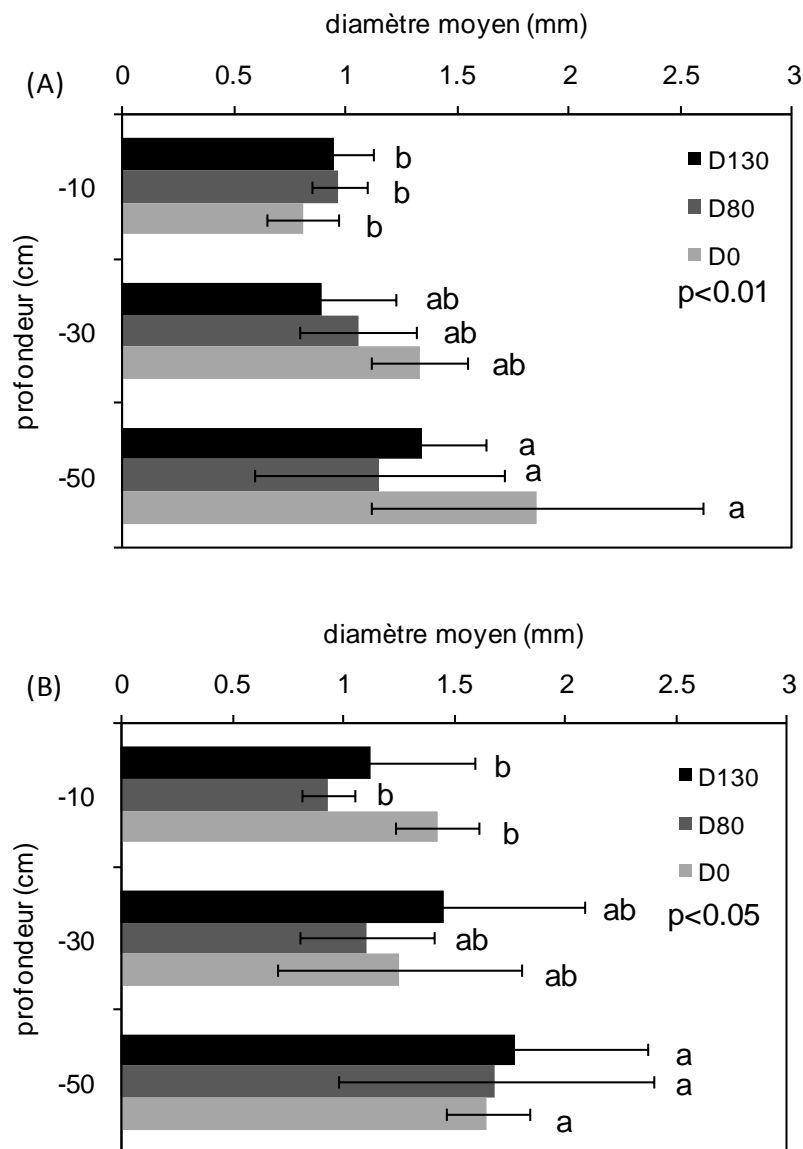 diamètre moyen (mm)
(A)
0 0.5 1 1.5 2 2.5 3
profondeur (cm)
-10
b
b
b
D130
D80
D0
p<0.01
-30
ab
ab
ab
-50
a
a
a
diamètre moyen (mm)
(B)
0 0.5 1 1.5 2 2.5 3
profondeur (cm)
-10
b
b
b
D130
D80
D0
p<0.05
-30
ab
ab
ab
-50
a
a
a